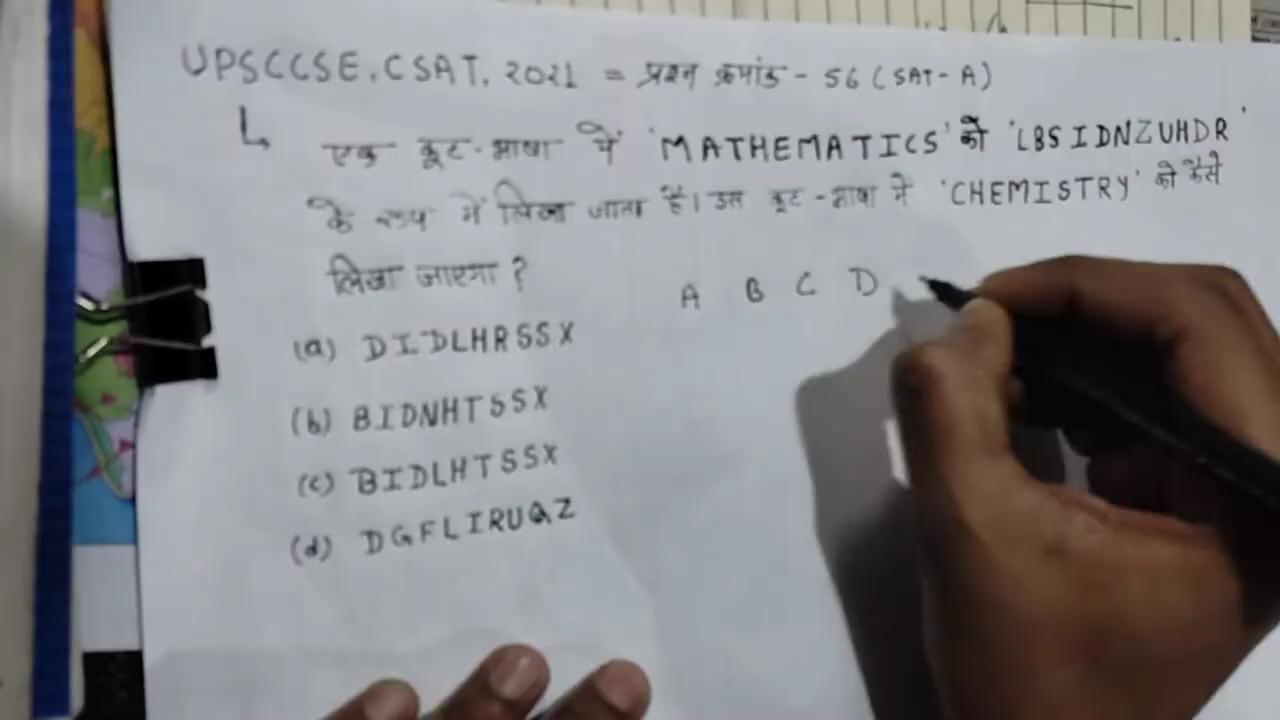 UPSCCSE, CSAT, 2021 = प्रश्न क्रमांक - 56 (SAT-A)
एक कूट-भाषा में 'MATHEMATICS' को 'LBSIDNZUHDR'
के रूप में लिखा जाता है। उस कूट-भाषा में 'CHEMISTRY' को कैसे
लिखा जाएगा?
A B C D
(a) DIDLHRSSX
(b) BIDNHTSSX
(c) BIDLHTSSX
(d) DGFLIRUQZ